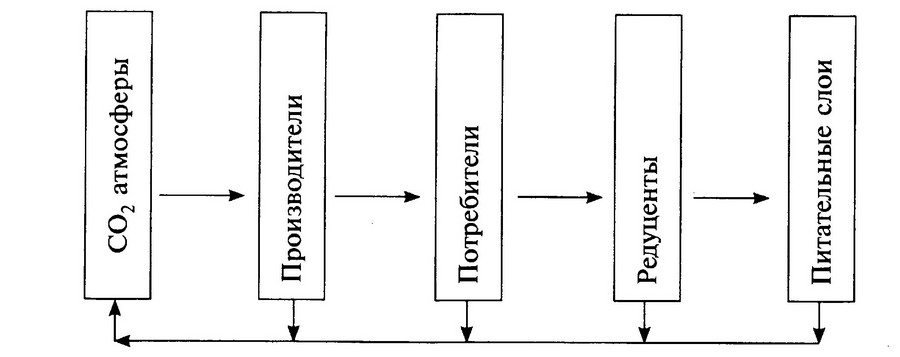 CO₂ атмосферы
Производители
Потребители
Редуценты
Питательные слои